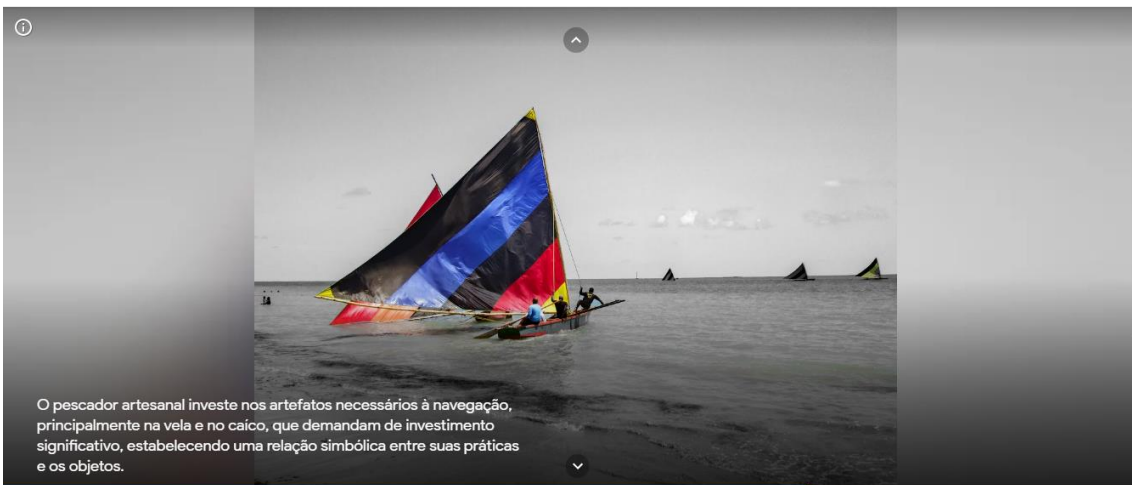 O pescador artesanal investe nos artefatos necessários à navegação,
principalmente na vela e no caíco, que demandam de investimento
significativo, estabelecendo uma relação simbólica entre suas práticas
e os objetos.